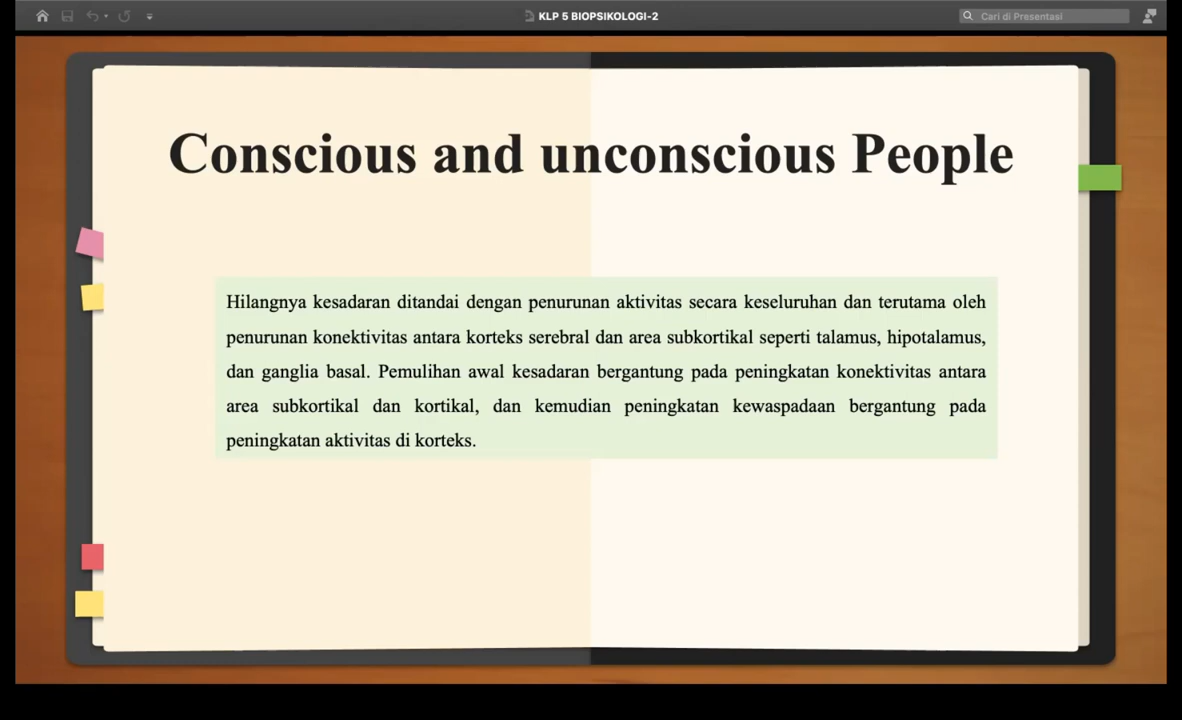 KLP 5 BIOPSIKOLOGI-2
Cari di Presentasi
Conscious and unconscious People
Hilangnya kesadaran ditandai dengan penurunan aktivitas secara keseluruhan dan terutama oleh
penurunan konektivitas antara korteks serebral dan area subkortikal seperti talamus, hipotalamus,
dan ganglia basal. Pemulihan awal kesadaran bergantung pada peningkatan konektivitas antara
area subkortikal dan kortikal, dan kemudian peningkatan kewaspadaan bergantung pada
peningkatan aktivitas di korteks.